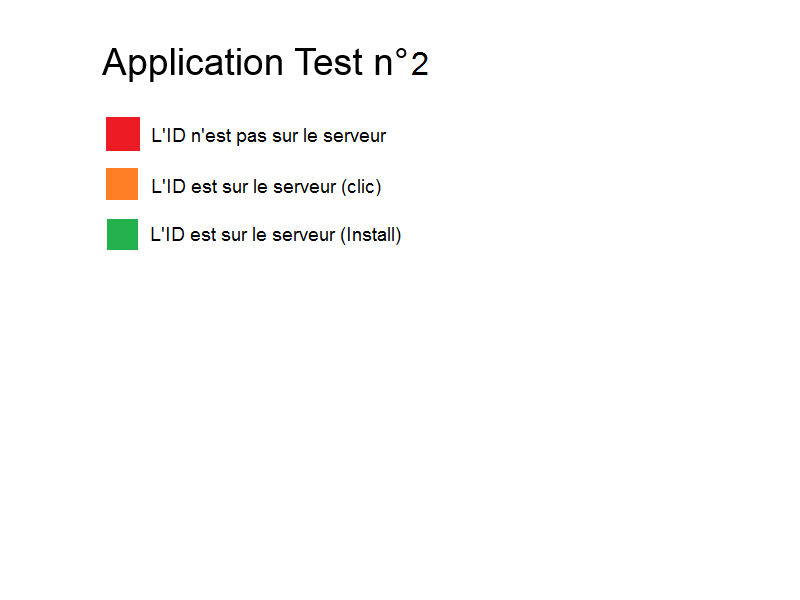 Application Test n°2
L'ID n'est pas sur le serveur
L'ID est sur le serveur (clic)
L'ID est sur le serveur (Install)